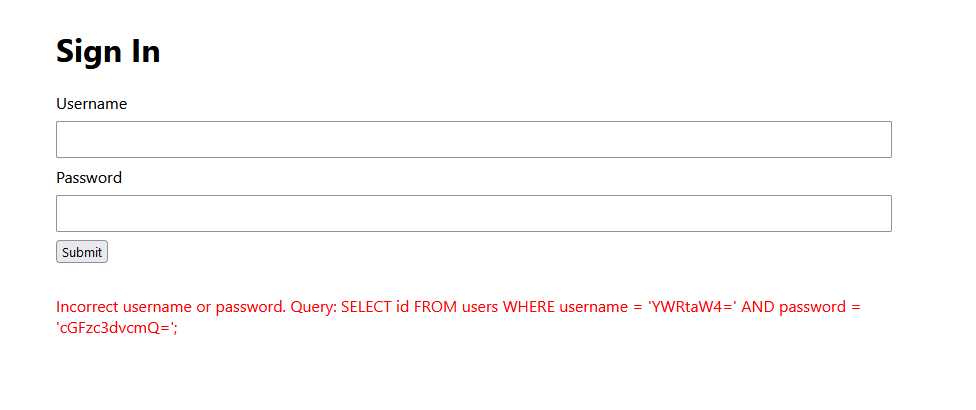 Sign In
Username
Password
Submit
Incorrect username or password. Query: SELECT id FROM users WHERE username = 'YWRtaW4=' AND password =
'cGFzc3dvcmQ=';